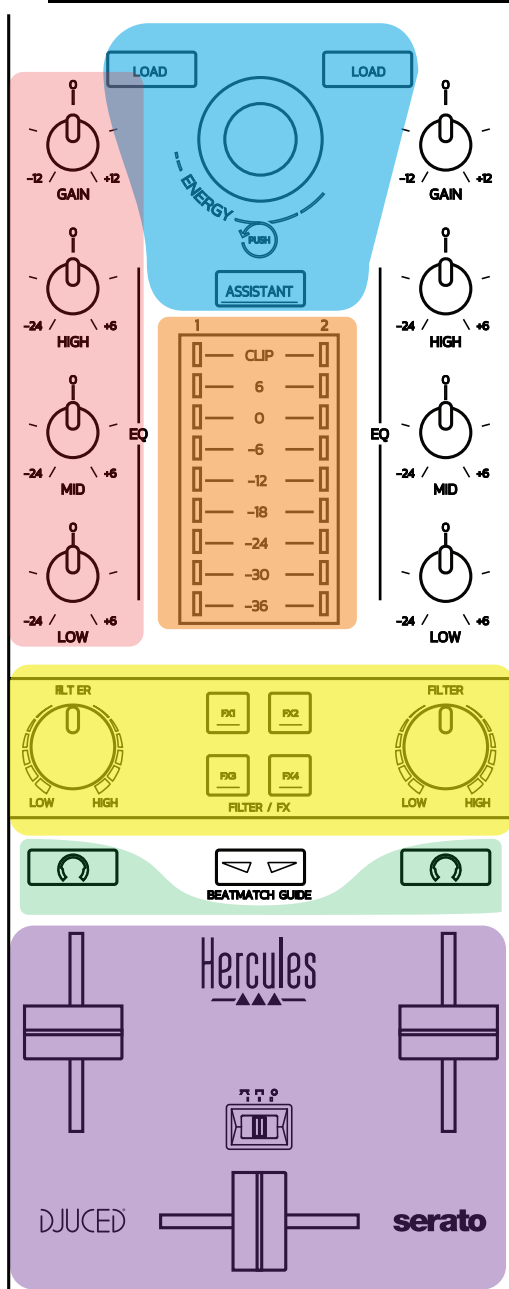 LOAD LOAD
0 0
-12 +12 -12 +12
GAIN GAIN
ENERGY
PUSH
0 0
ASSISTANT
-24 +6 -24 +6
HIGH HIGH
1 2
CLIP
6
0 0
0
EQ -6 EQ
-24 +6 -12 -24 +6
MID MID
-18
0 0
-24
-30
-36
-24 +6 -24 +6
LOW LOW
FILTER FILTER
FX1 FX2
FX3 FX4
LOW HIGH LOW HIGH
FILTER / FX
BEATMATCH GUIDE
Hercules
DJUCED serato